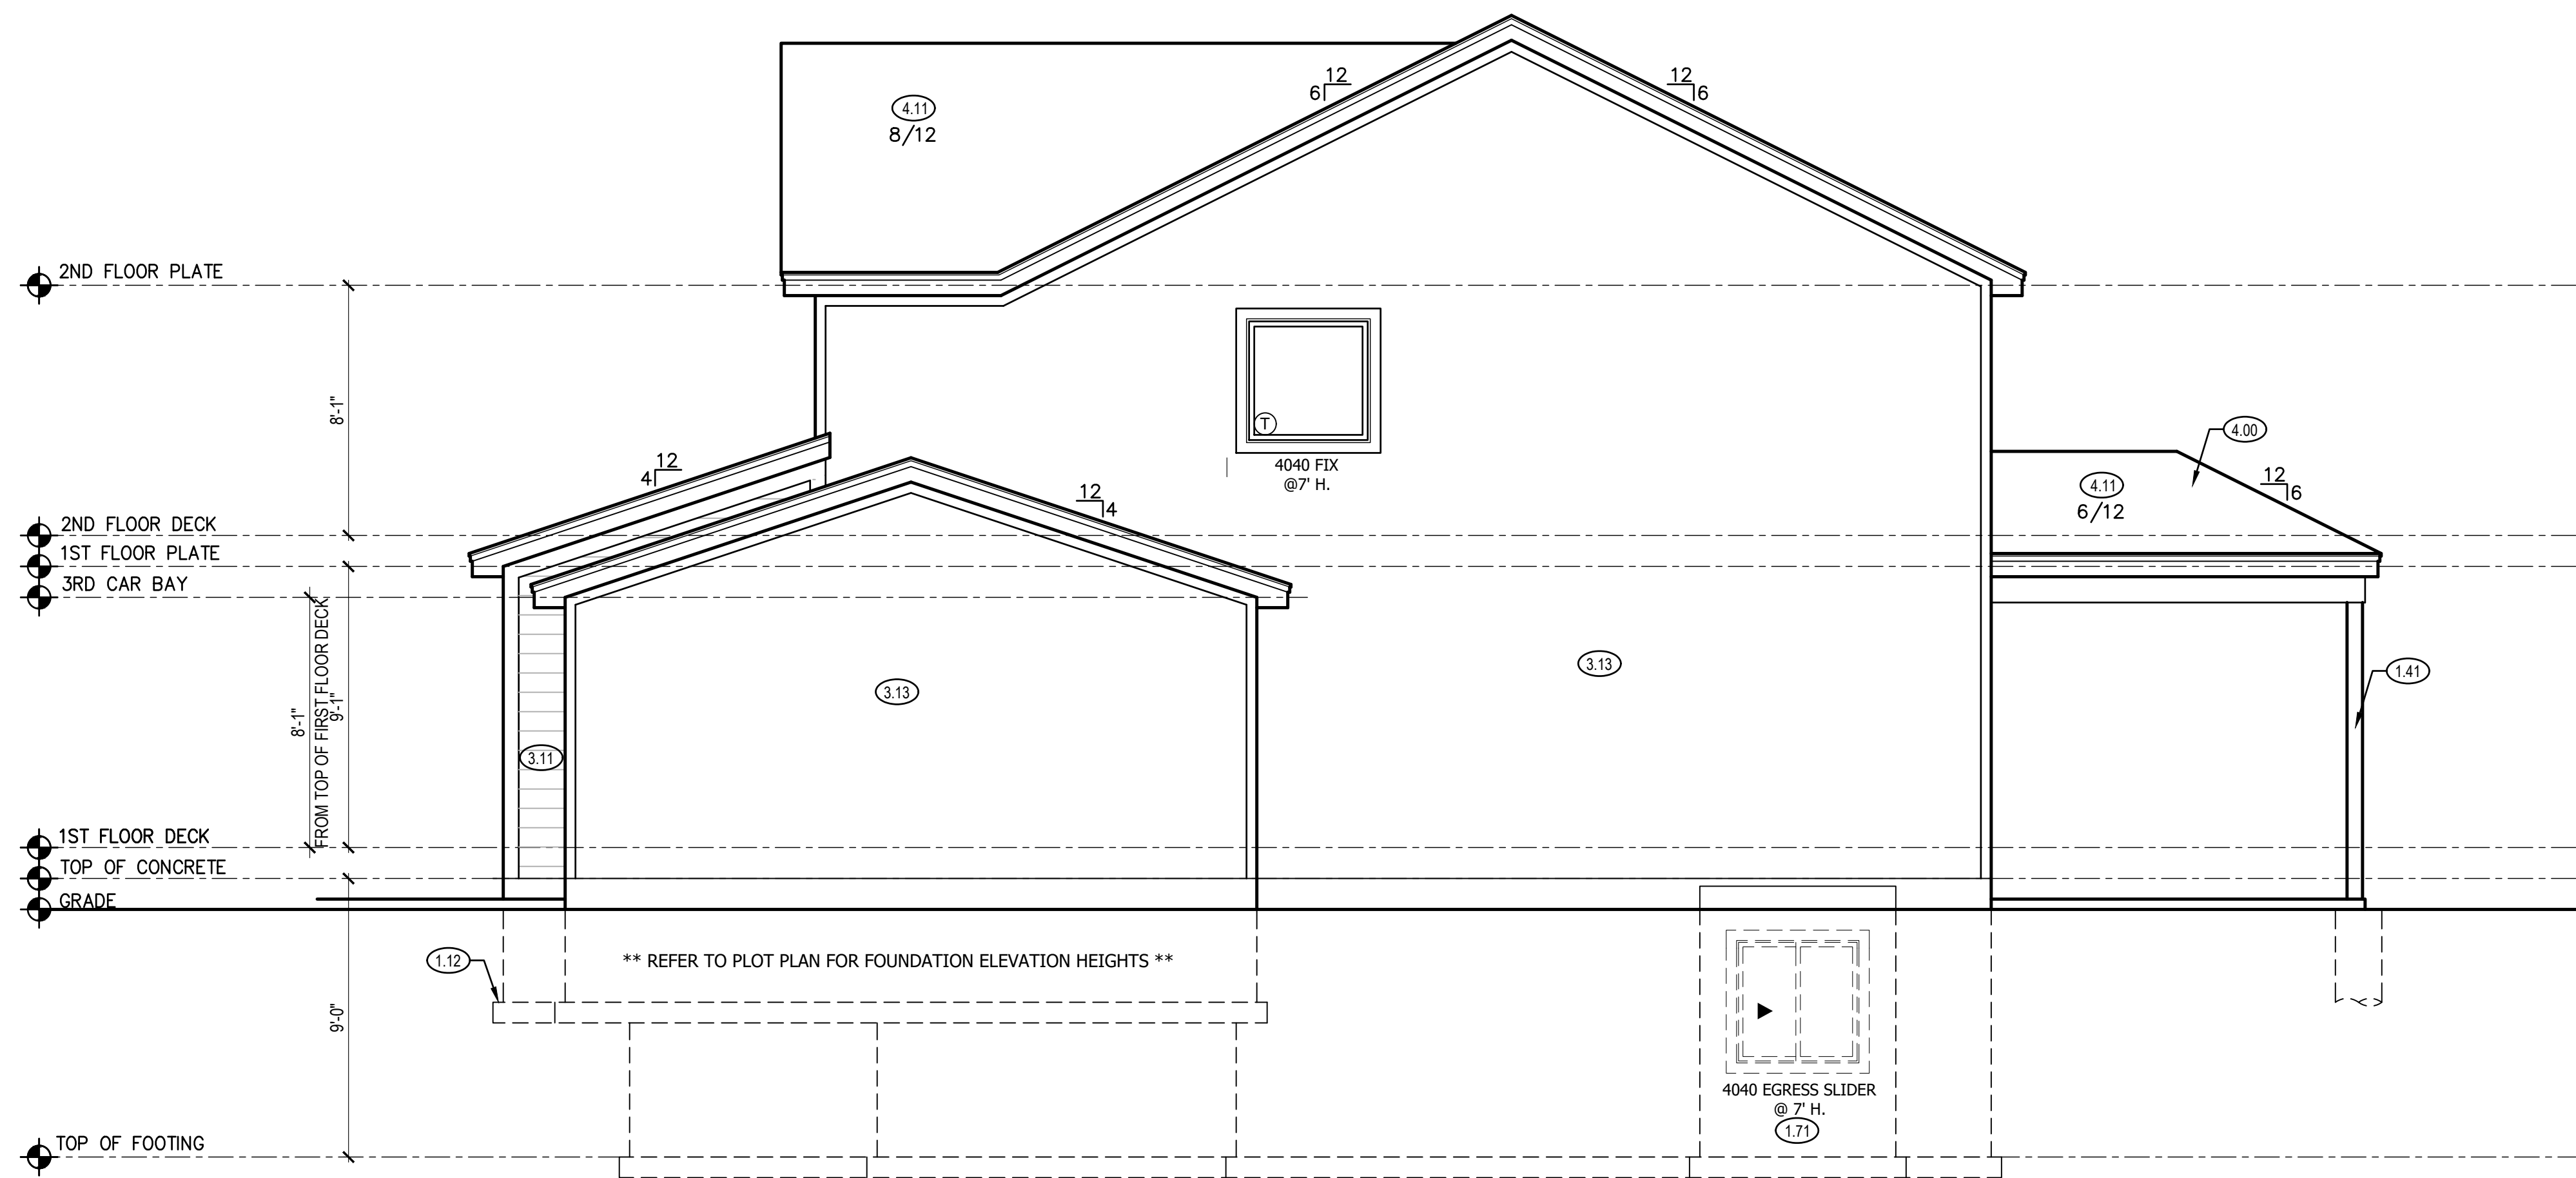 12
6
12
6
4.11
8/12
2ND FLOOR PLATE
8'-1"
T
4040 FIX
@7' H.
12
4
12
4
4.00
12
6
4.11
6/12
2ND FLOOR DECK
1ST FLOOR PLATE
3RD CAR BAY
8'-1"
FROM TOP OF FIRST FLOOR DECK
9'-1"
3.13
3.13
1.41
3.11
1ST FLOOR DECK
TOP OF CONCRETE
GRADE
1.12
** REFER TO PLOT PLAN FOR FOUNDATION ELEVATION HEIGHTS **
9'-0"
4040 EGRESS SLIDER
@ 7' H.
1.71
TOP OF FOOTING